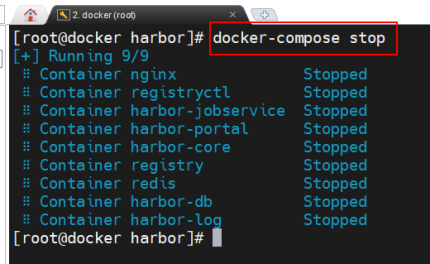 2. docker (root)
[root@docker harbor]# docker-compose stop
[+] Running 9/9
⠿ Container nginx Stopped
⠿ Container registryctl Stopped
⠿ Container harbor-jobservice Stopped
⠿ Container harbor-portal Stopped
⠿ Container harbor-core Stopped
⠿ Container registry Stopped
⠿ Container redis Stopped
⠿ Container harbor-db Stopped
⠿ Container harbor-log Stopped
[root@docker harbor]#